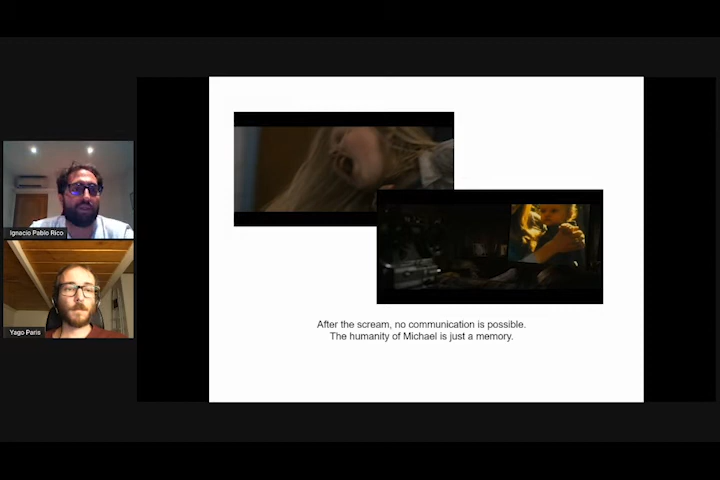 Ignacio Pablo Rico
Yago Paris
After the scream, no communication is possible.
The humanity of Michael is just a memory.